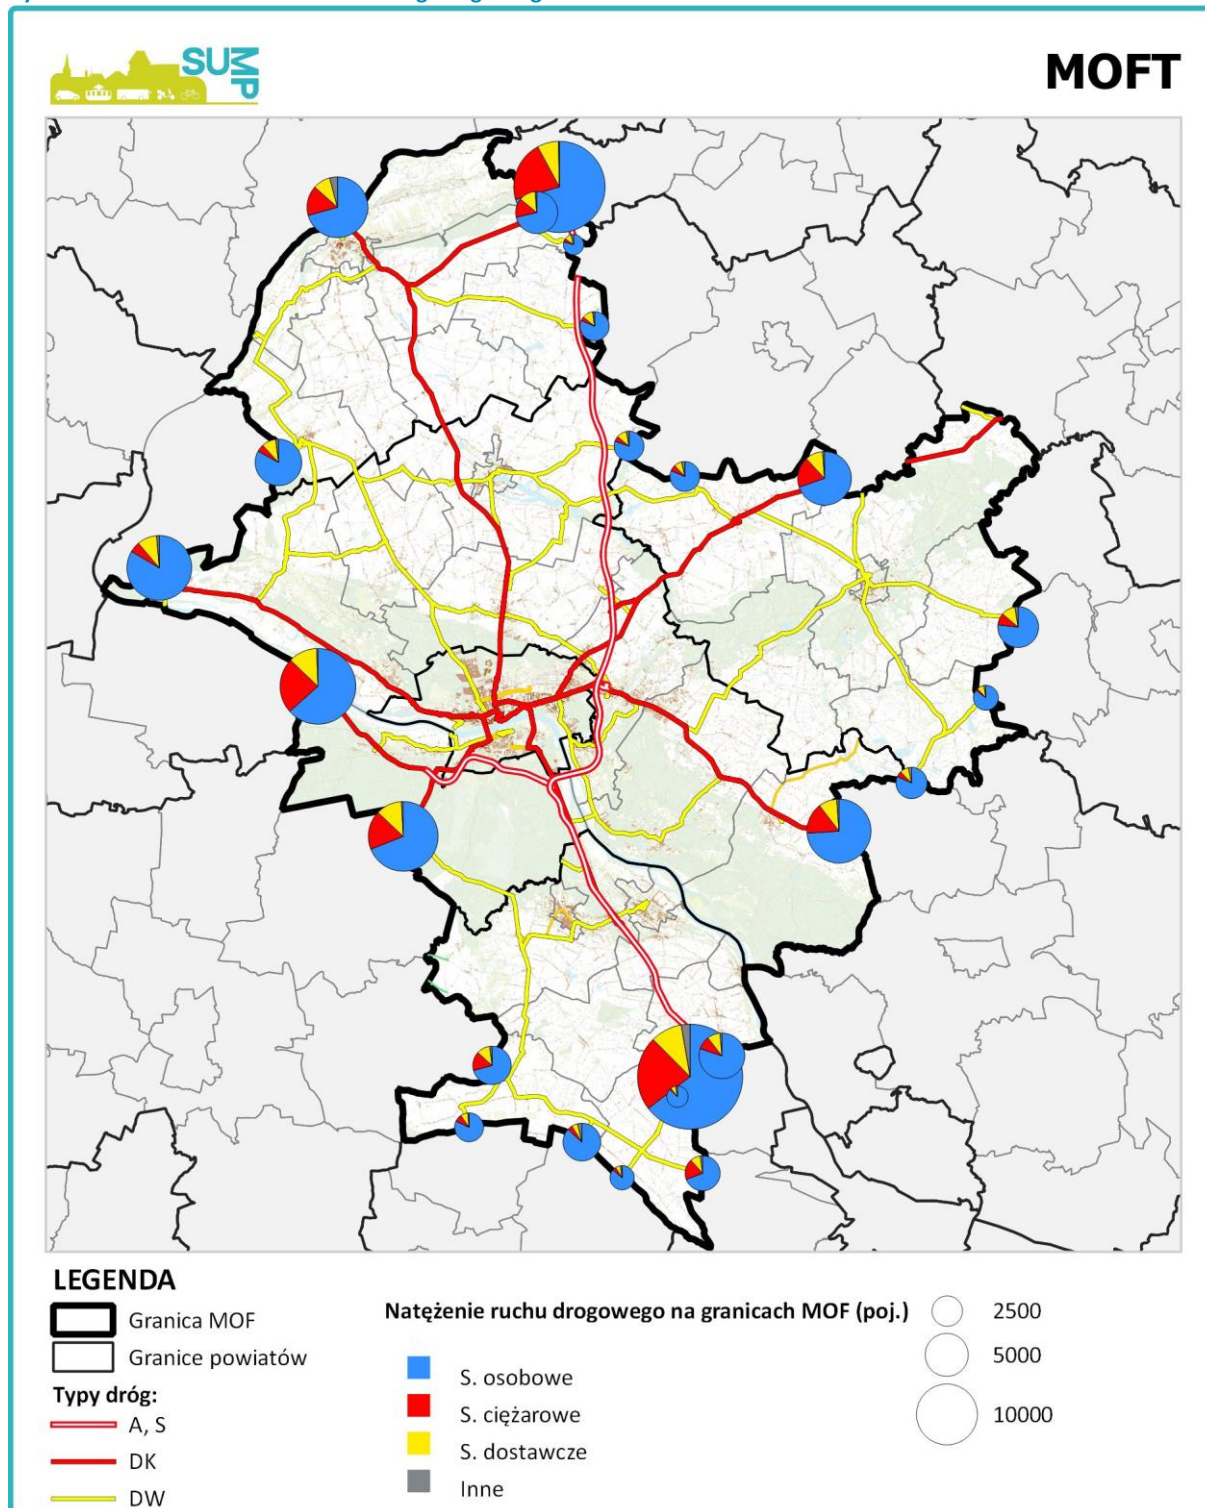 SUMP
MOFT
LEGENDA
Granica MOF
Granice powiatów
Typy dróg:
A, S
DK
DW
Natężenie ruchu drogowego na granicach MOF (poj.)
S. osobowe
S. ciężarowe
S. dostawcze
Inne
2500
5000
10000